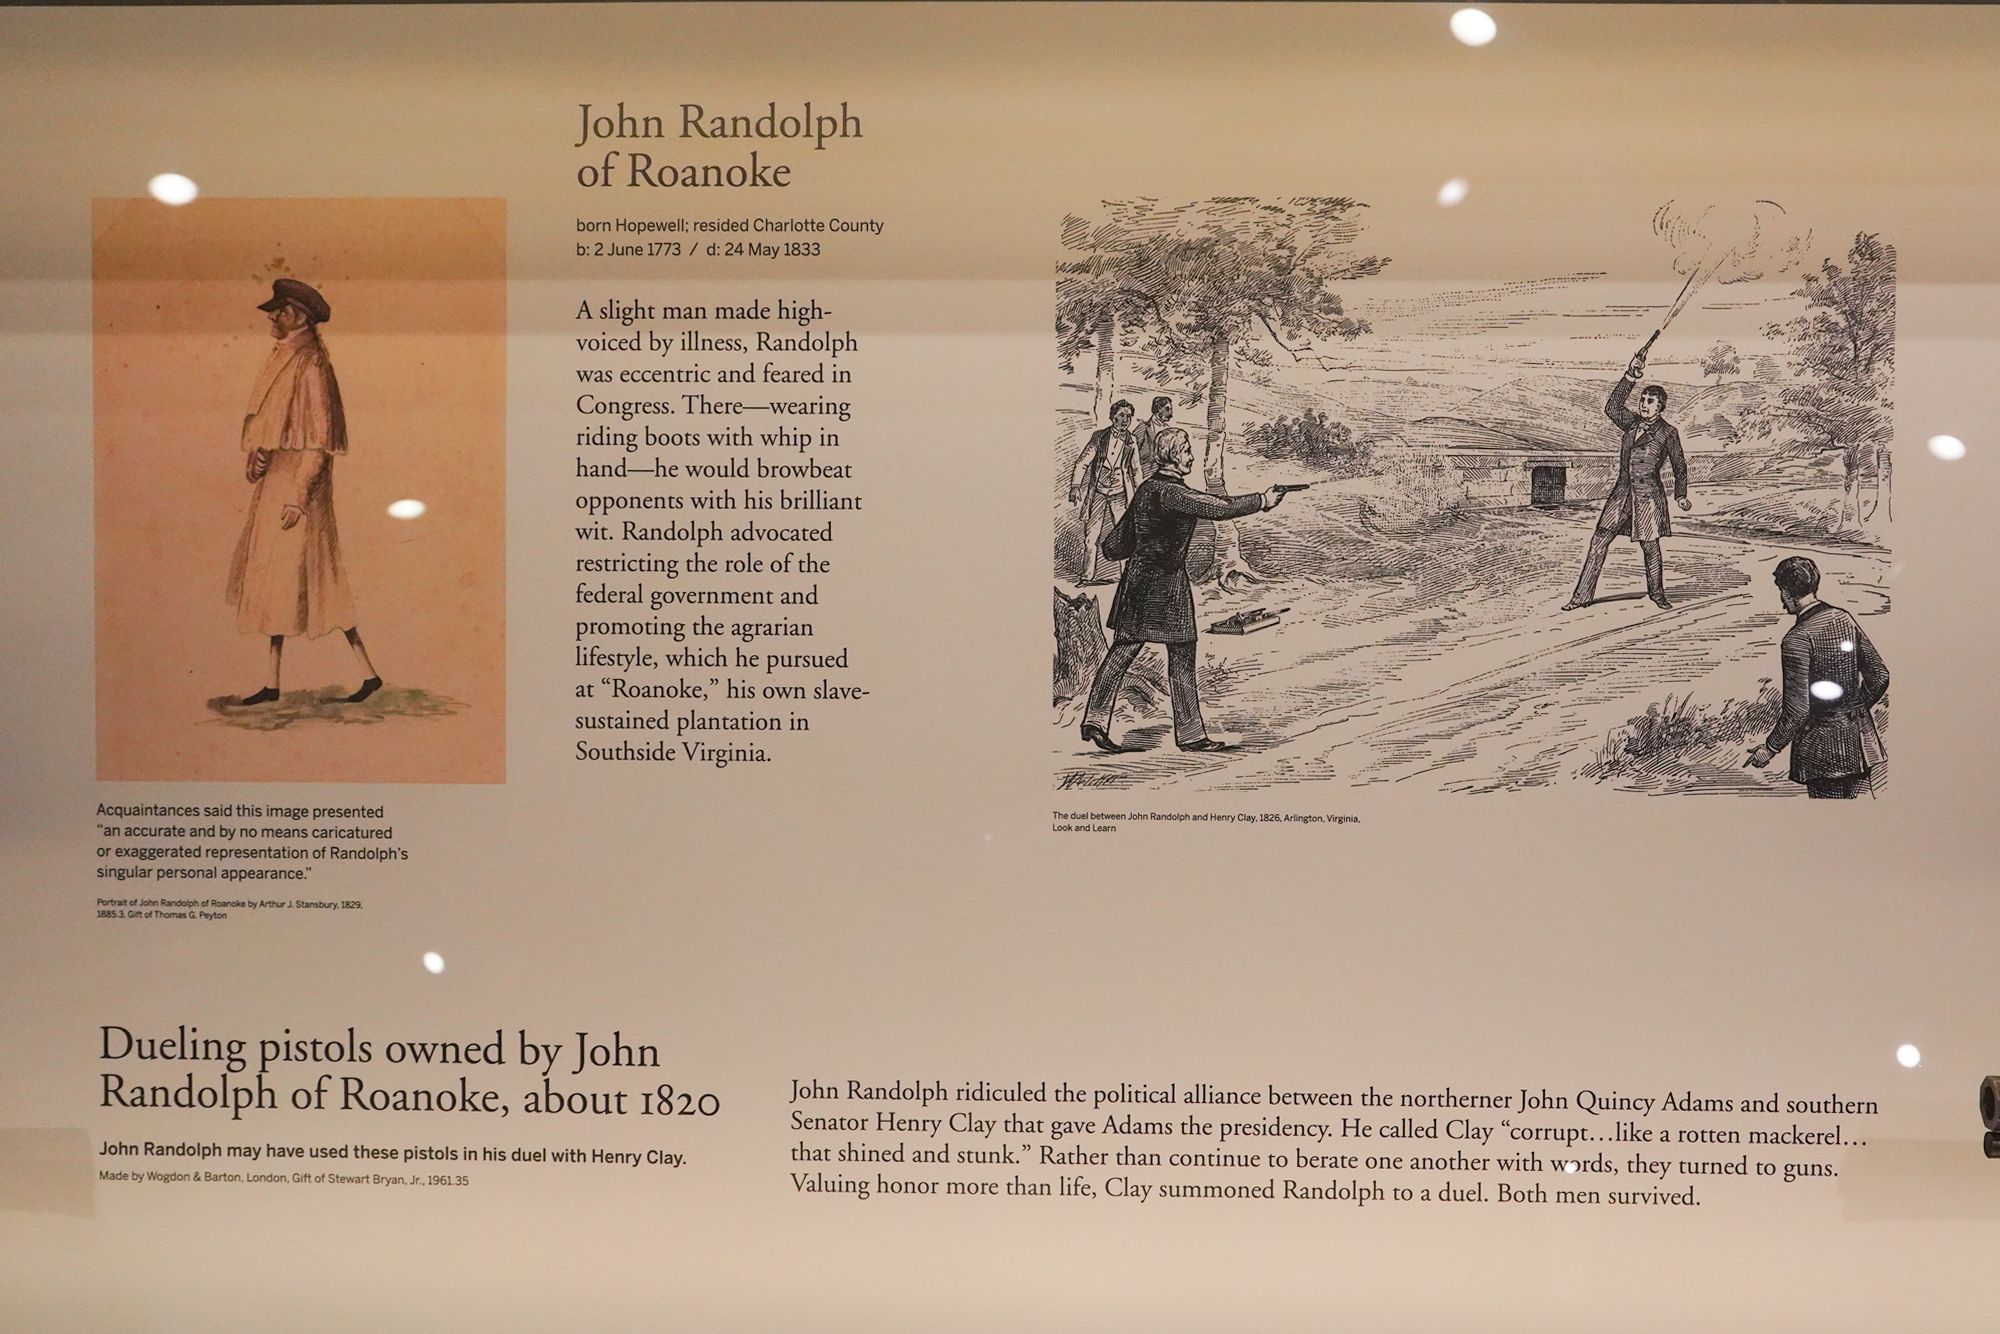 John Randolph
of Roanoke
born Hopewell; resided Charlotte County
b: 2 June 1773 / d: 24 May 1833
A slight man made high-
voiced by illness, Randolph
was eccentric and feared in
Congress. There—wearing
riding boots with whip in
hand—he would browbeat
opponents with his brilliant
wit. Randolph advocated
restricting the role of the
federal government and
promoting the agrarian
lifestyle, which he pursued
at “Roanoke,” his own slave-
sustained plantation in
Southside Virginia.
Acquaintances said this image presented
“an accurate and by no means caricatured
or exaggerated representation of Randolph’s
singular personal appearance.”
Portrait of John Randolph of Roanoke by Arthur J. Stansbury, 1829,
1885.3, Gift of Thomas G. Peyton
The duel between John Randolph and Henry Clay, 1826, Arlington, Virginia,
Look and Learn
Dueling pistols owned by John
Randolph of Roanoke, about 1820
John Randolph may have used these pistols in his duel with Henry Clay.
Made by Wogdon & Barton, London, Gift of Stewart Bryan, Jr., 1961.35
John Randolph ridiculed the political alliance between the northerner John Quincy Adams and southern
Senator Henry Clay that gave Adams the presidency. He called Clay “corrupt…like a rotten mackerel…
that shined and stunk.” Rather than continue to berate one another with words, they turned to guns.
Valuing honor more than life, Clay summoned Randolph to a duel. Both men survived.